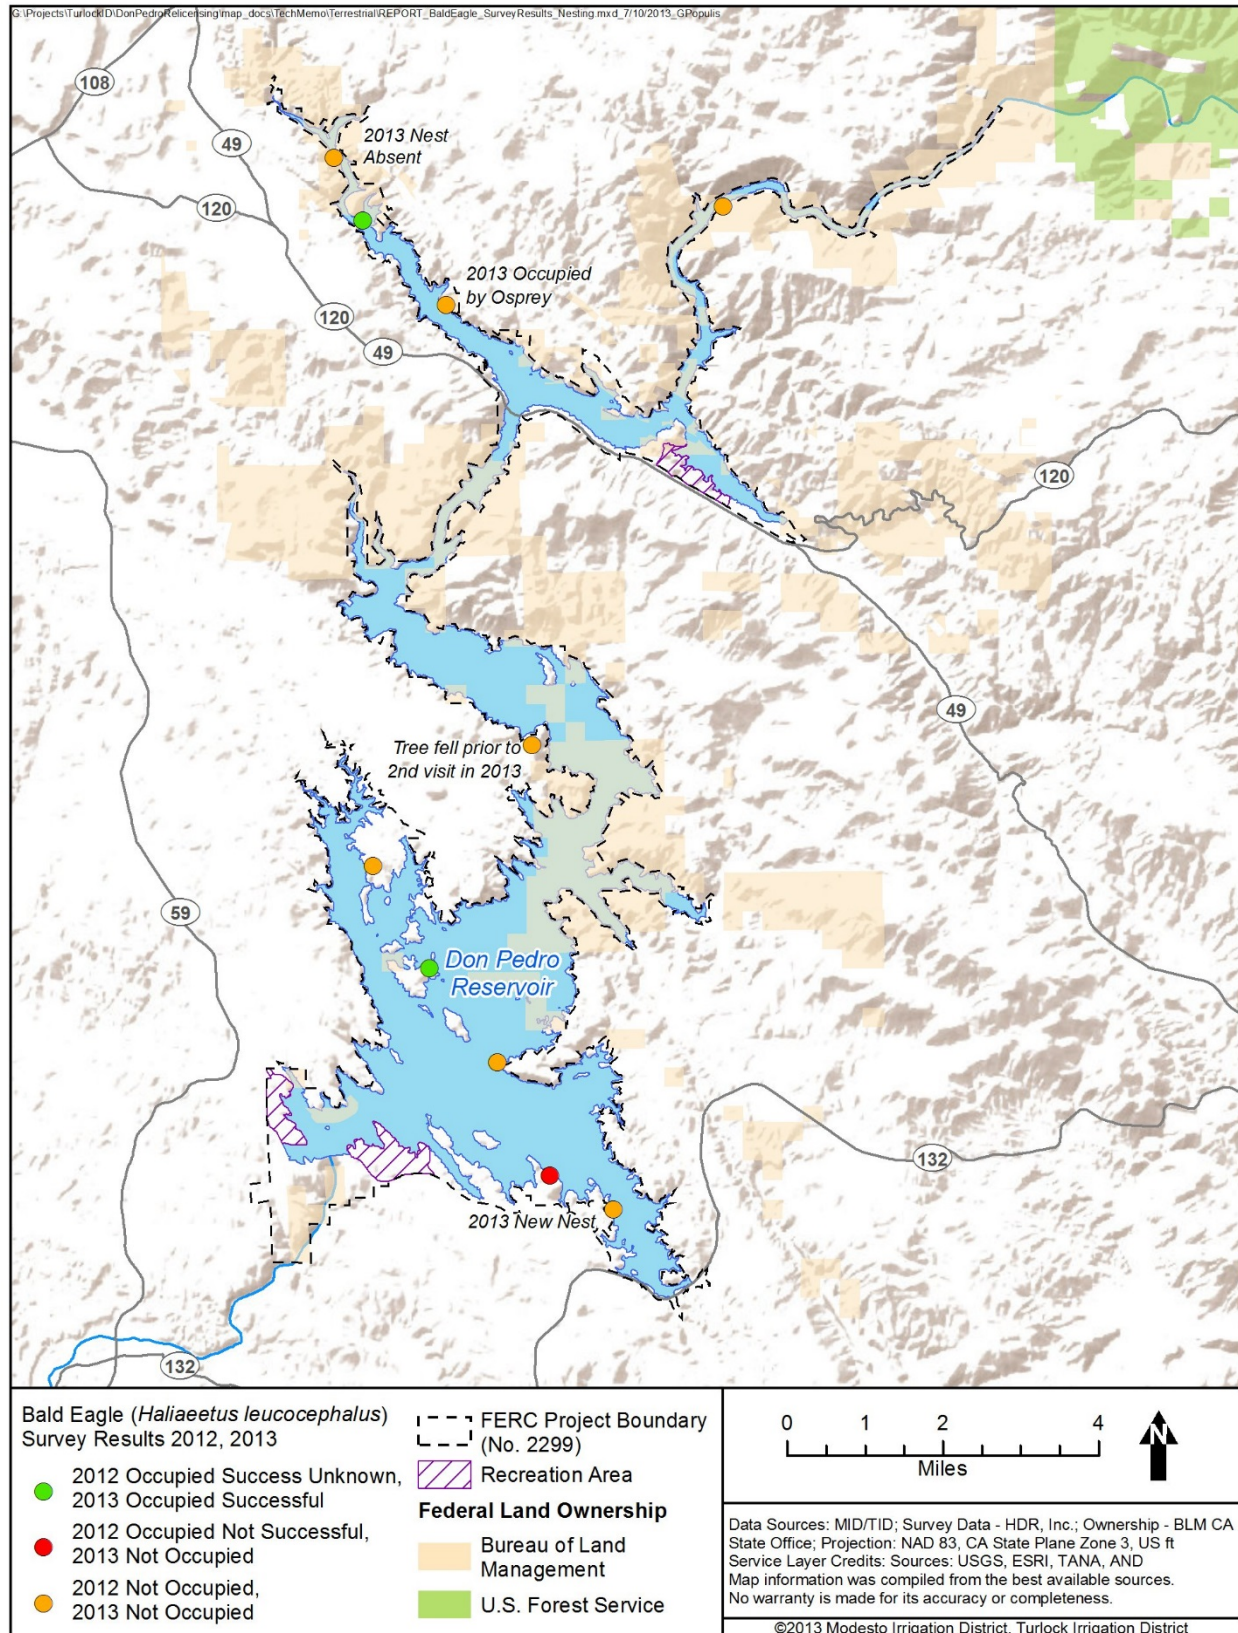 G:\Projects\TurlockID\DonPedroRelicensing\map_docs\TechMemo\Terrestrial\REPORT_BaldEagle_SurveyResults_Nesting.mxd_7/10/2013_GPopulis
108
2013 Nest
Absent
49
120
2013 Occupied
by Osprey
120
49
120
49
Tree fell prior to
2nd visit in 2013
59
Don Pedro
Reservoir
132
2013 New Nest
132
Bald Eagle (Haliaeetus leucocephalus)
Survey Results 2012, 2013
2012 Occupied Success Unknown,
2013 Occupied Successful
2012 Occupied Not Successful,
2013 Not Occupied
2012 Not Occupied,
2013 Not Occupied
FERC Project Boundary
(No. 2299)
Recreation Area
Federal Land Ownership
Bureau of Land
Management
U.S. Forest Service
0 1 2 4
Miles
N
Data Sources: MID/TID; Survey Data - HDR, Inc.; Ownership - BLM CA
State Office; Projection: NAD 83, CA State Plane Zone 3, US ft
Service Layer Credits: Sources: USGS, ESRI, TANA, AND
Map information was compiled from the best available sources.
No warranty is made for its accuracy or completeness.
©2013 Modesto Irrigation District, Turlock Irrigation District